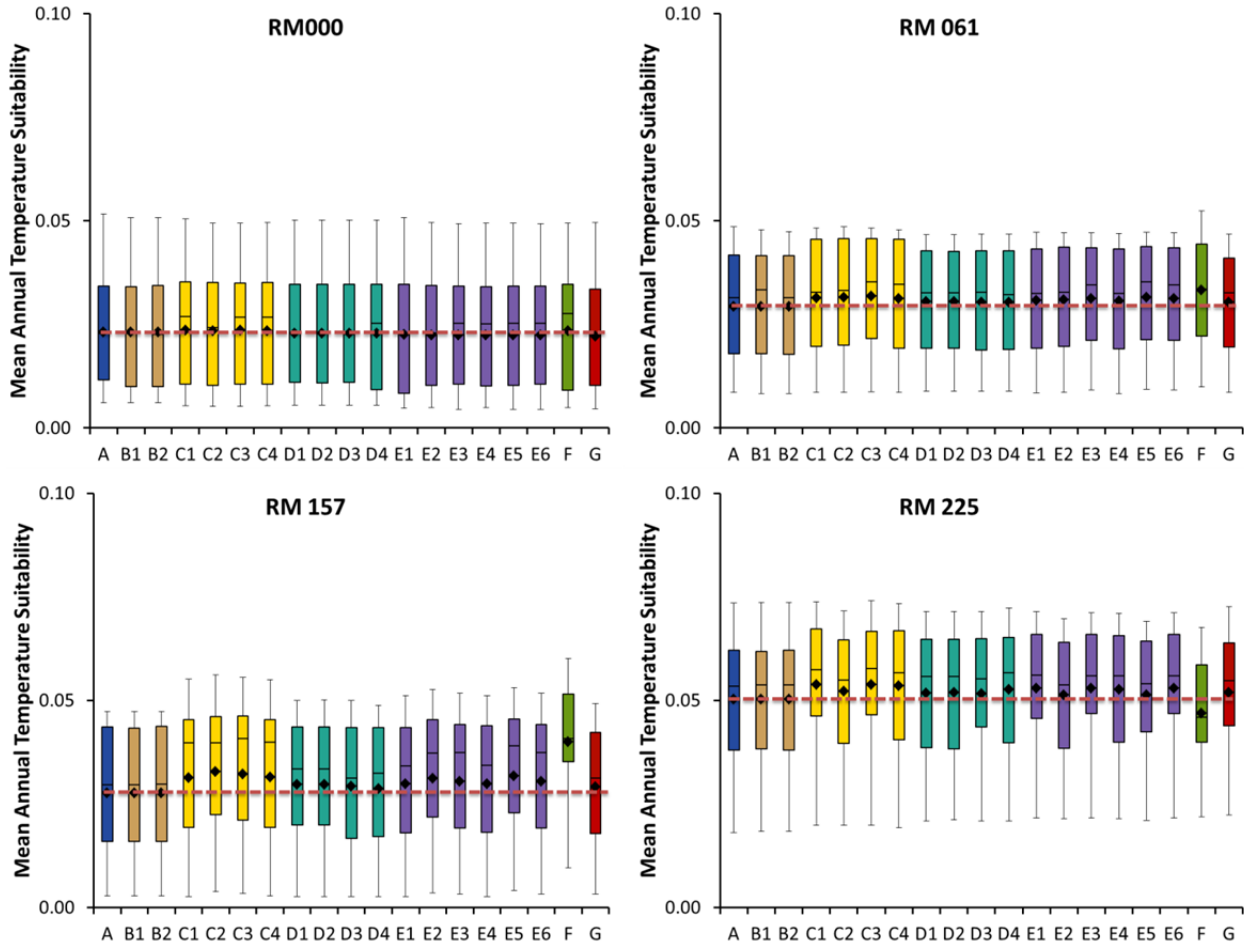 RM000
Mean Annual Temperature Suitability
0.10
0.05
0.00
A B1 B2 C1 C2 C3 C4 D1 D2 D3 D4 E1 E2 E3 E4 E5 E6 F G
RM 061
Mean Annual Temperature Suitability
0.10
0.05
0.00
A B1 B2 C1 C2 C3 C4 D1 D2 D3 D4 E1 E2 E3 E4 E5 E6 F G
RM 157
Mean Annual Temperature Suitability
0.10
0.05
0.00
A B1 B2 C1 C2 C3 C4 D1 D2 D3 D4 E1 E2 E3 E4 E5 E6 F G
RM 225
Mean Annual Temperature Suitability
0.10
0.05
0.00
A B1 B2 C1 C2 C3 C4 D1 D2 D3 D4 E1 E2 E3 E4 E5 E6 F G